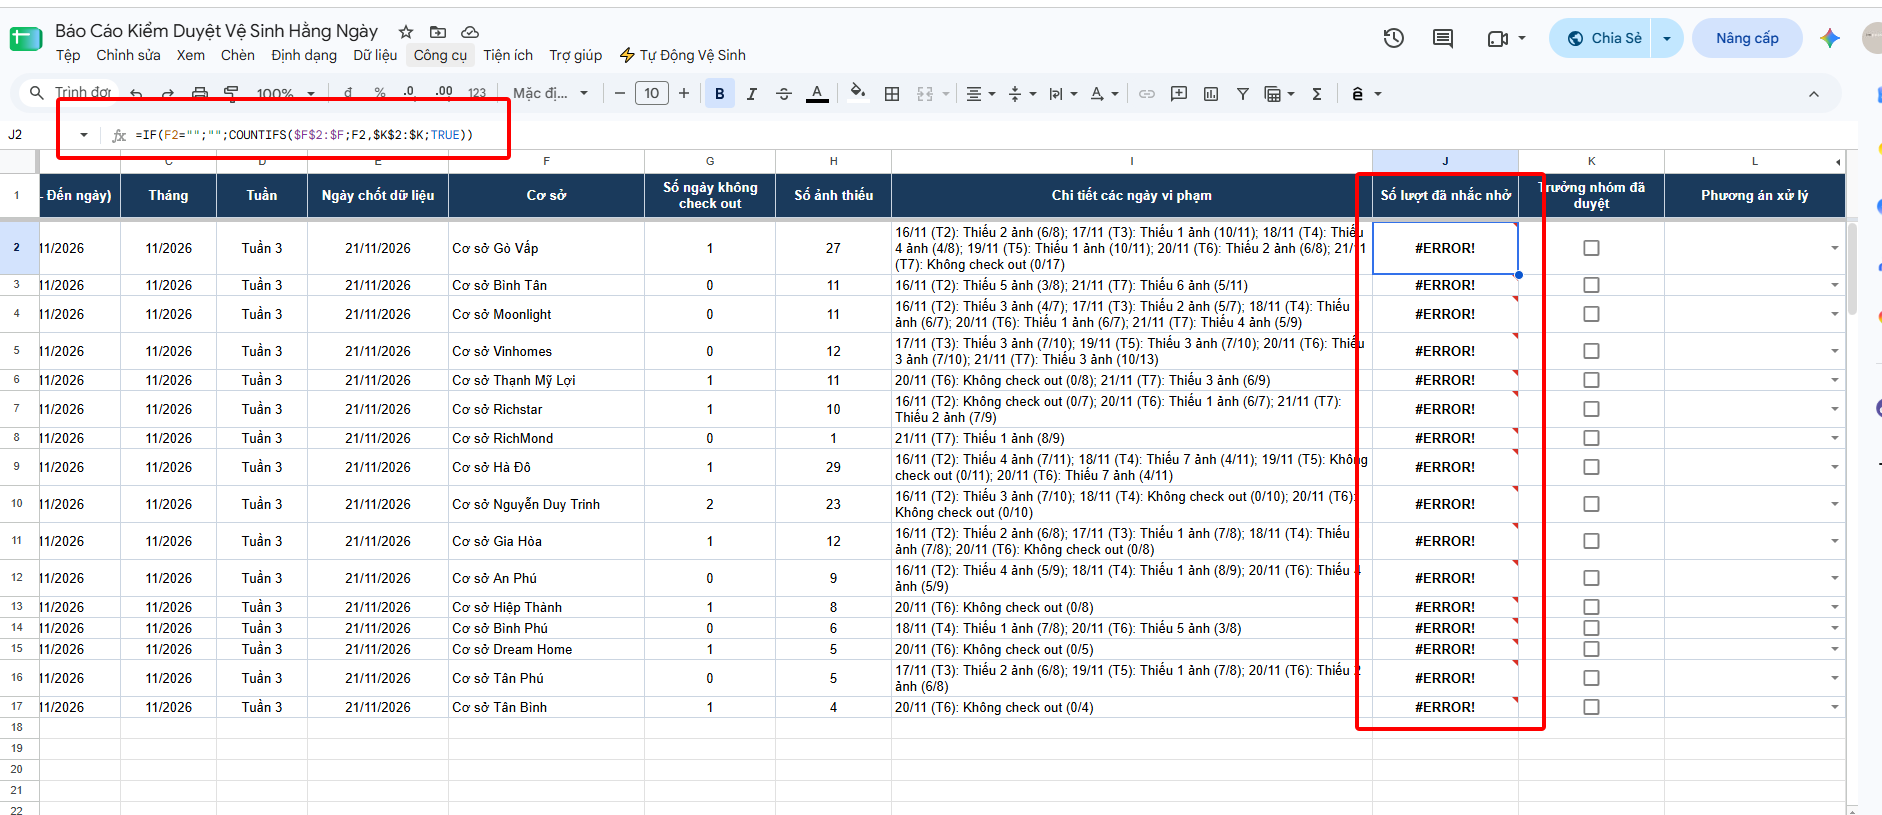 Báo Cáo Kiểm Duyệt Vệ Sinh Hằng Ngày
Tệp Chỉnh sửa Xem Chèn Định dạng Dữ liệu Công cụ Tiện ích Trợ giúp ⚡ Tự Động Vệ Sinh
Chia Sẻ
Nâng cấp
100% đ % .0 .00 123 Mặc đị... 10 B I A Σ ê
J2 fx =IF(F2="";"";COUNTIFS($F$2:$F;F2,$K$2:$K;TRUE))
C D E F G H I J K L
1 - Đến ngày) Tháng Tuần Ngày chốt dữ liệu Cơ sở Số ngày không check out Số ảnh thiếu Chi tiết các ngày vi phạm Số lượt đã nhắc nhở Trưởng nhóm đã duyệt Phương án xử lý
2 11/2026 11/2026 Tuần 3 21/11/2026 Cơ sở Gò Vấp 1 27 16/11 (T2): Thiếu 2 ảnh (6/8); 17/11 (T3): Thiếu 1 ảnh (10/11); 18/11 (T4): Thiếu
4 ảnh (4/8); 19/11 (T5): Thiếu 1 ảnh (10/11); 20/11 (T6): Thiếu 2 ảnh (6/8); 21/11
(T7): Không check out (0/17) #ERROR!
3 11/2026 11/2026 Tuần 3 21/11/2026 Cơ sở Bình Tân 0 11 16/11 (T2): Thiếu 5 ảnh (3/8); 21/11 (T7): Thiếu 6 ảnh (5/11) #ERROR!
4 11/2026 11/2026 Tuần 3 21/11/2026 Cơ sở Moonlight 0 11 16/11 (T2): Thiếu 3 ảnh (4/7); 17/11 (T3): Thiếu 2 ảnh (5/7); 18/11 (T4): Thiếu
ảnh (6/7); 20/11 (T6): Thiếu 1 ảnh (6/7); 21/11 (T7): Thiếu 4 ảnh (5/9) #ERROR!
5 11/2026 11/2026 Tuần 3 21/11/2026 Cơ sở Vinhomes 0 12 17/11 (T3): Thiếu 3 ảnh (7/10); 19/11 (T5): Thiếu 3 ảnh (7/10); 20/11 (T6): Thiếu
3 ảnh (7/10); 21/11 (T7): Thiếu 3 ảnh (10/13) #ERROR!
6 11/2026 11/2026 Tuần 3 21/11/2026 Cơ sở Thạnh Mỹ Lợi 1 11 20/11 (T6): Không check out (0/8); 21/11 (T7): Thiếu 3 ảnh (6/9) #ERROR!
7 11/2026 11/2026 Tuần 3 21/11/2026 Cơ sở Richstar 1 10 16/11 (T2): Không check out (0/7); 20/11 (T6): Thiếu 1 ảnh (6/7); 21/11 (T7):
Thiếu 2 ảnh (7/9) #ERROR!
8 11/2026 11/2026 Tuần 3 21/11/2026 Cơ sở RichMond 0 1 21/11 (T7): Thiếu 1 ảnh (8/9) #ERROR!
9 11/2026 11/2026 Tuần 3 21/11/2026 Cơ sở Hà Đô 1 29 16/11 (T2): Thiếu 4 ảnh (7/11); 18/11 (T4): Thiếu 7 ảnh (4/11); 19/11 (T5): Không
check out (0/11); 20/11 (T6): Thiếu 7 ảnh (4/11) #ERROR!
10 11/2026 11/2026 Tuần 3 21/11/2026 Cơ sở Nguyễn Duy Trinh 2 23 16/11 (T2): Thiếu 3 ảnh (7/10); 18/11 (T4): Không check out (0/10); 20/11 (T6):
Không check out (0/10) #ERROR!
11 11/2026 11/2026 Tuần 3 21/11/2026 Cơ sở Gia Hòa 1 12 16/11 (T2): Thiếu 2 ảnh (6/8); 17/11 (T3): Thiếu 1 ảnh (7/8); 18/11 (T4): Thiếu
ảnh (7/8); 20/11 (T6): Không check out (0/8) #ERROR!
12 11/2026 11/2026 Tuần 3 21/11/2026 Cơ sở An Phú 0 9 16/11 (T2): Thiếu 4 ảnh (5/9); 18/11 (T4): Thiếu 1 ảnh (8/9); 20/11 (T6): Thiếu 4
ảnh (5/9) #ERROR!
13 11/2026 11/2026 Tuần 3 21/11/2026 Cơ sở Hiệp Thành 1 8 20/11 (T6): Không check out (0/8) #ERROR!
14 11/2026 11/2026 Tuần 3 21/11/2026 Cơ sở Bình Phú 0 6 18/11 (T4): Thiếu 1 ảnh (7/8); 20/11 (T6): Thiếu 5 ảnh (3/8) #ERROR!
15 11/2026 11/2026 Tuần 3 21/11/2026 Cơ sở Dream Home 1 5 20/11 (T6): Không check out (0/5) #ERROR!
16 11/2026 11/2026 Tuần 3 21/11/2026 Cơ sở Tân Phú 0 5 17/11 (T3): Thiếu 2 ảnh (6/8); 19/11 (T5): Thiếu 1 ảnh (7/8); 20/11 (T6): Thiếu 2
ảnh (6/8) #ERROR!
17 11/2026 11/2026 Tuần 3 21/11/2026 Cơ sở Tân Bình 1 4 20/11 (T6): Không check out (0/4) #ERROR!
18
19
20
21
22